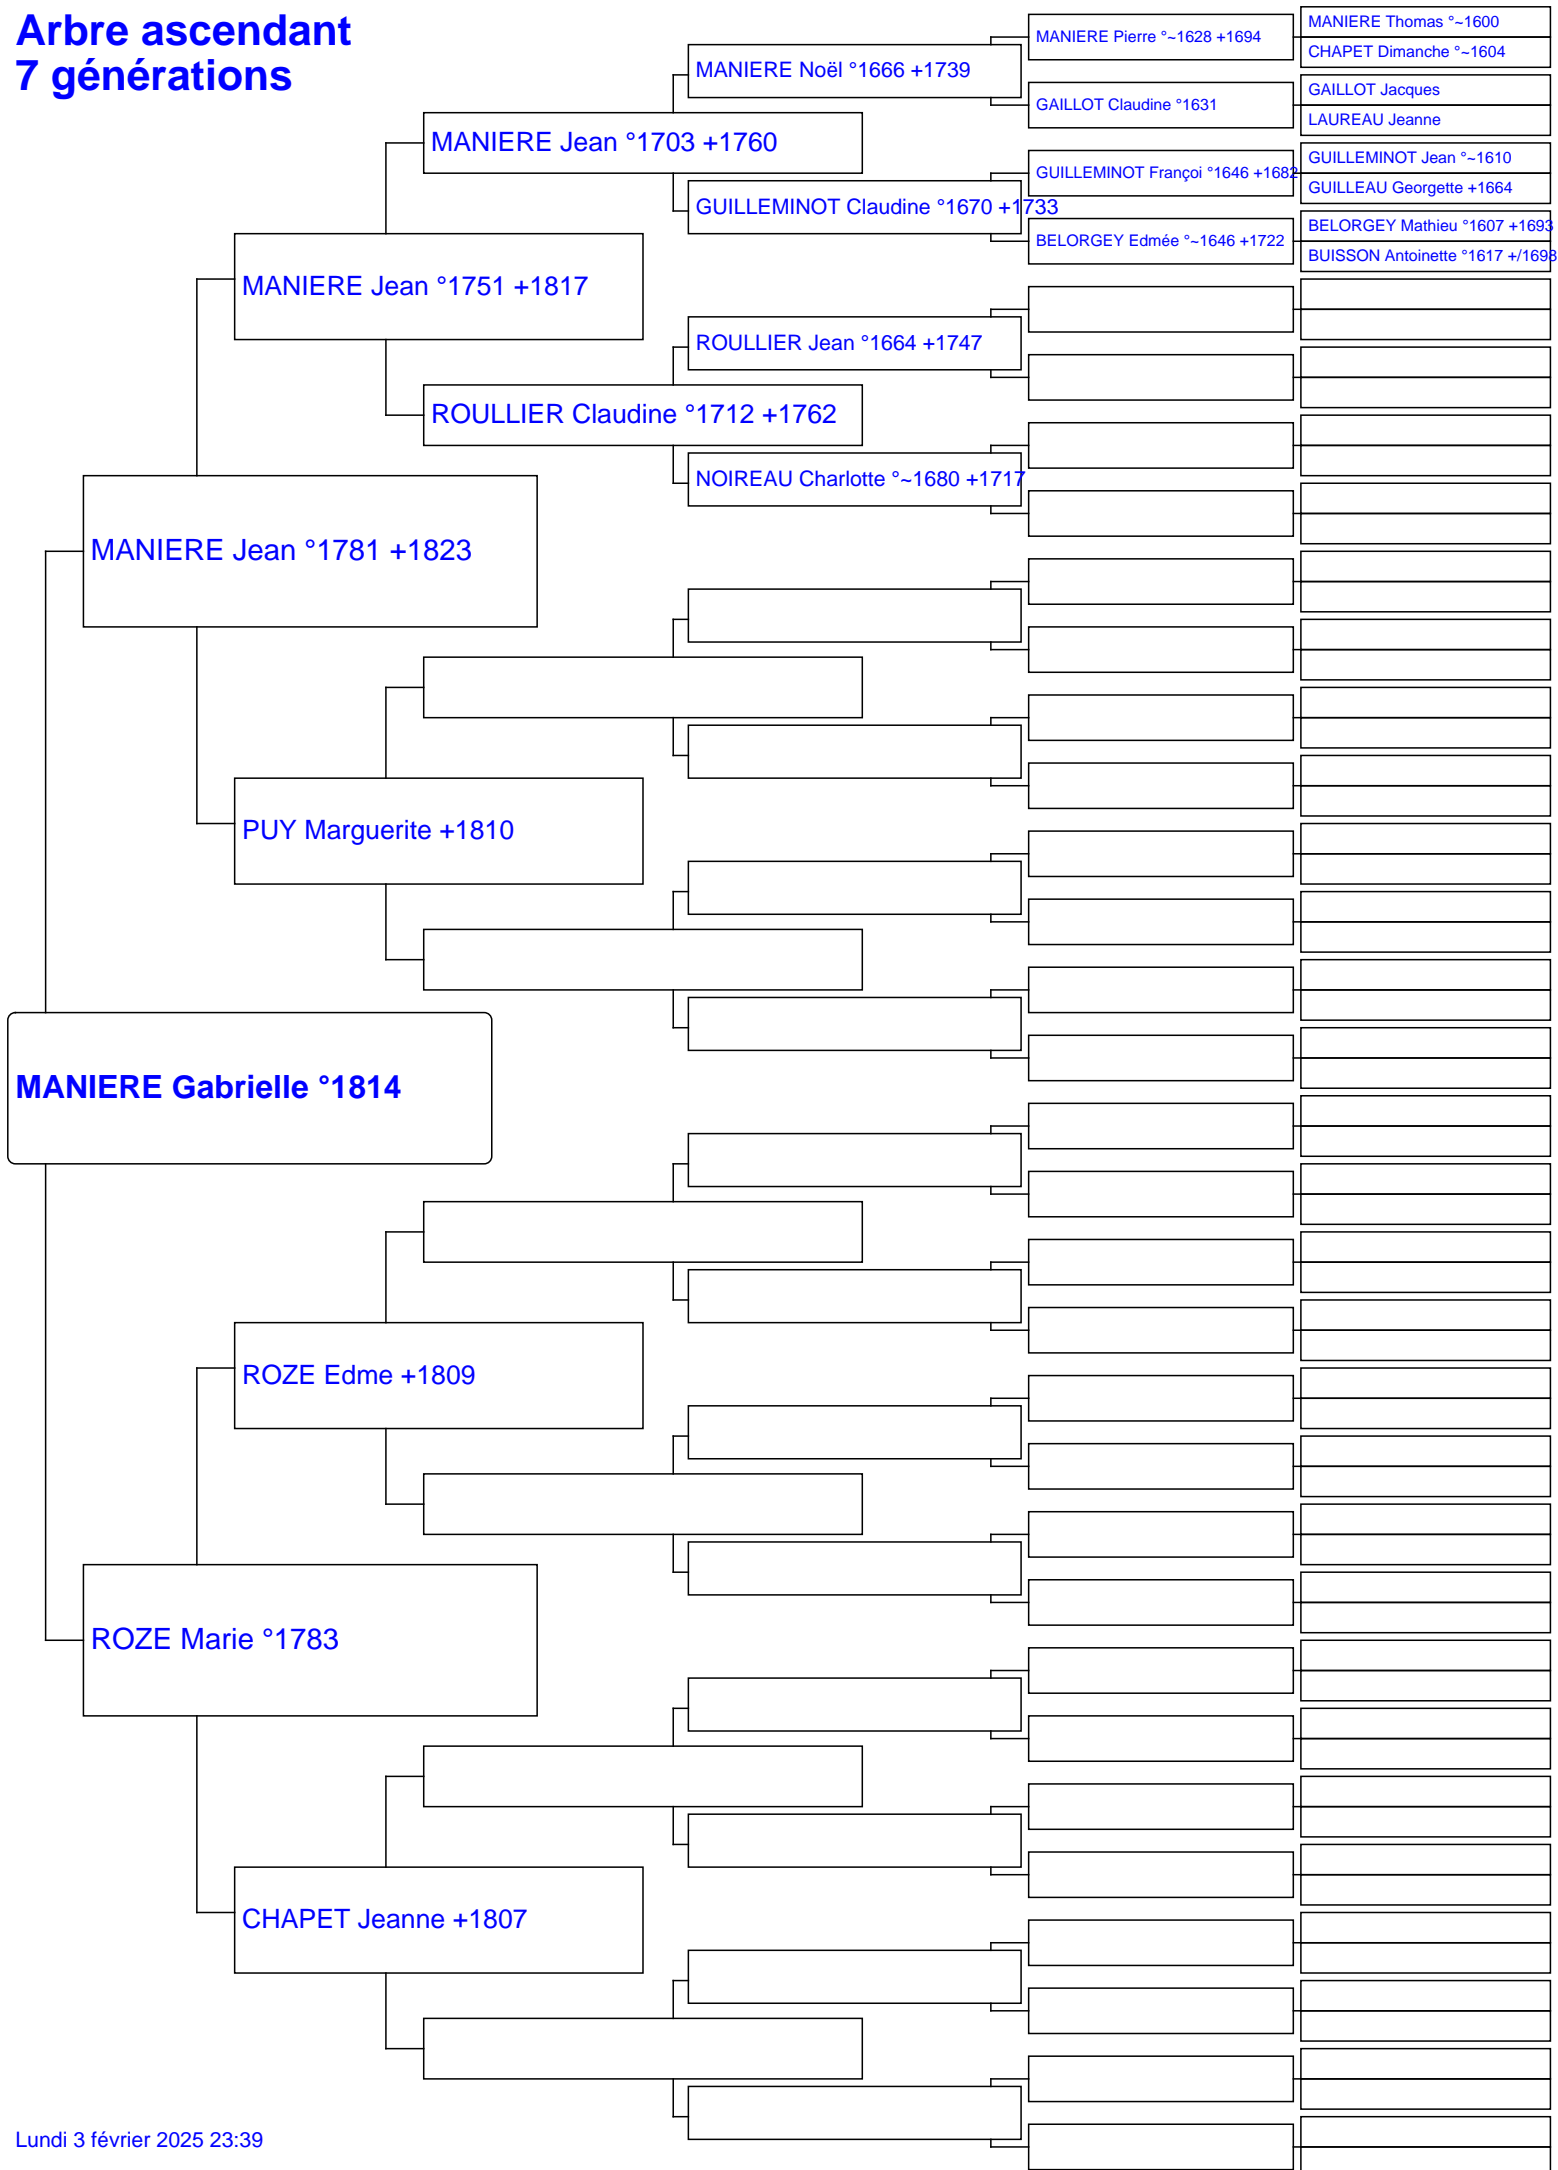 Arbre ascendant
7 générations
MANIERE Thomas °~1600
MANIERE Pierre °~1628 +1694
CHAPET Dimanche °~1604
MANIERE Noël °1666 +1739
GAILLOT Jacques
GAILLOT Claudine °1631
LAUREAU Jeanne
MANIERE Jean °1703 +1760
GUILLEMINOT Jean °~1610
GUILLEMINOT Françoi °1646 +1682
GUILLEAU Georgette +1664
GUILLEMINOT Claudine °1670 +1733
BELORGEY Mathieu °1607 +1693
BELORGEY Edmée °~1646 +1722
BUISSON Antoinette °1617 +/1698
MANIERE Jean °1751 +1817
ROULLIER Jean °1664 +1747
ROULLIER Claudine °1712 +1762
NOIREAU Charlotte °~1680 +1717
MANIERE Jean °1781 +1823
PUY Marguerite +1810
MANIERE Gabrielle °1814
ROZE Edme +1809
ROZE Marie °1783
CHAPET Jeanne +1807
Lundi 3 février 2025 23:39